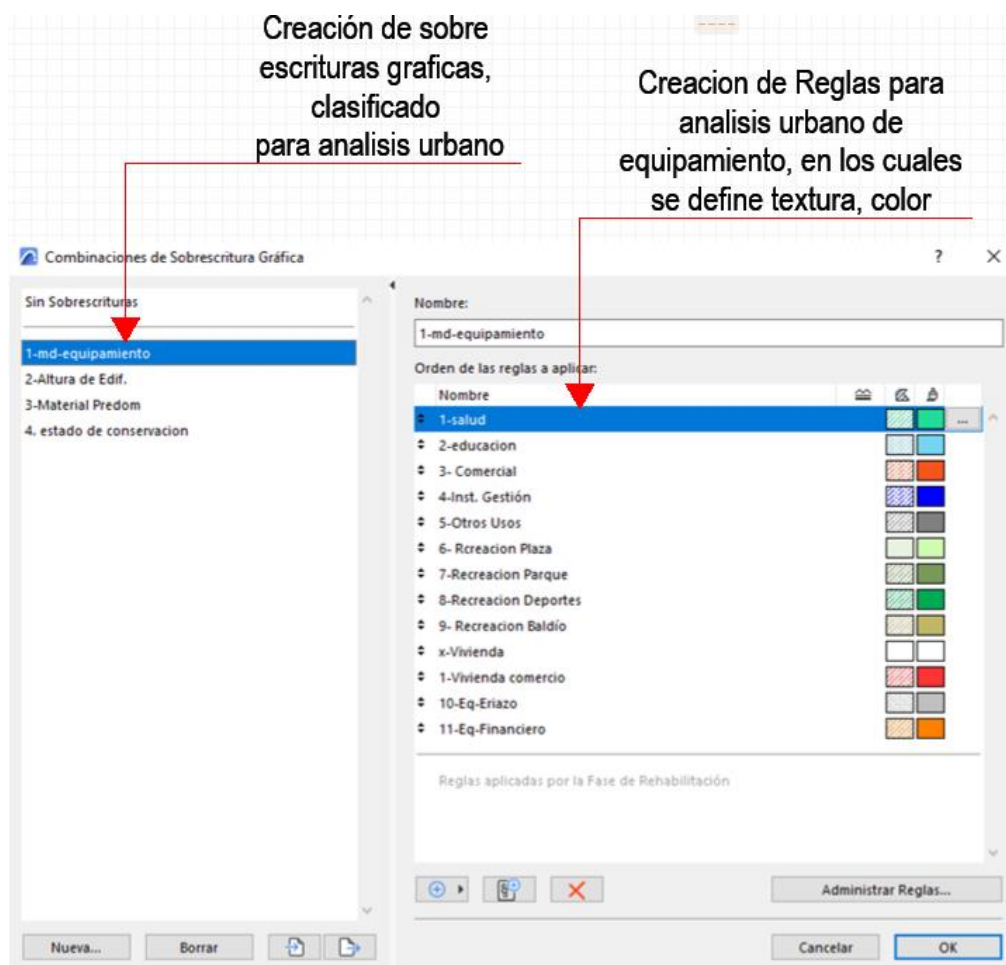 Creación de sobre
escrituras graficas,
clasificado
para analisis urbano
Creacion de Reglas para
analisis urbano de
equipamiento, en los cuales
se define textura, color
Combinaciones de Sobrescritura Gráfica
?
Sin Sobrescrituras
1-md-equipamiento
2-Altura de Edif.
3-Material Predom
4. estado de conservacion
Nombre:
1-md-equipamiento
Orden de las reglas a aplicar:
Nombre
1-salud
...
2-educacion
3- Comercial
4-Inst. Gestión
5-Otros Usos
6- Rcreacion Plaza
7-Recreacion Parque
8-Recreacion Deportes
9- Recreacion Baldío
x-Vivienda
1-Vivienda comercio
10-Eq-Eriazo
11-Eq-Financiero
Reglas aplicadas por la Fase de Rehabilitación
Administrar Reglas...
Nueva...
Borrar
Cancelar
OK